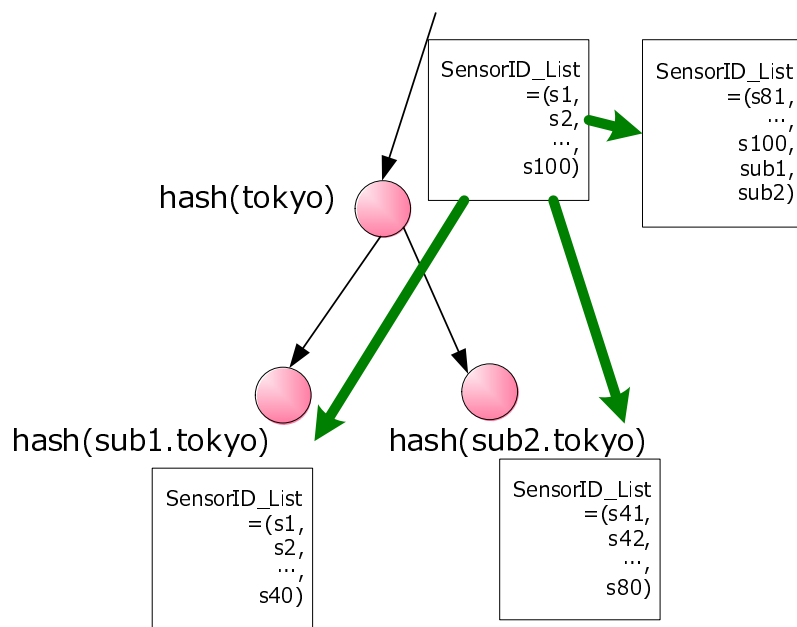 SensorID_List
=(s1,
s2,
…,
s100)
SensorID_List
=(s81,
…,
s100,
sub1,
sub2)
hash(tokyo)
hash(sub1.tokyo)
hash(sub2.tokyo)
SensorID_List
=(s1,
s2,
…,
s40)
SensorID_List
=(s41,
s42,
…,
s80)